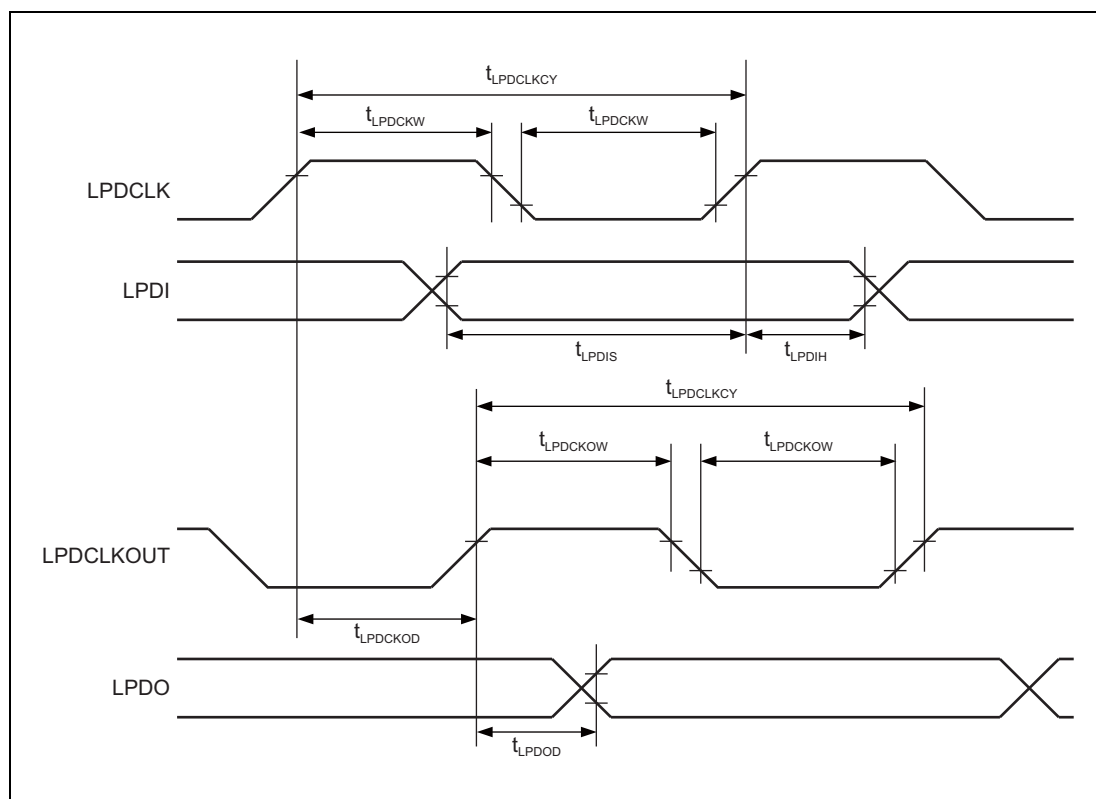 tLPDCLKCY
tLPDCKW tLPDCKW
LPDCLK
LPDI
tLPDIS tLPDIH
tLPDCLKCY
tLPDCKOW tLPDCKOW
LPDCLKOUT
tLPDCKOD
LPDO
tLPDOD